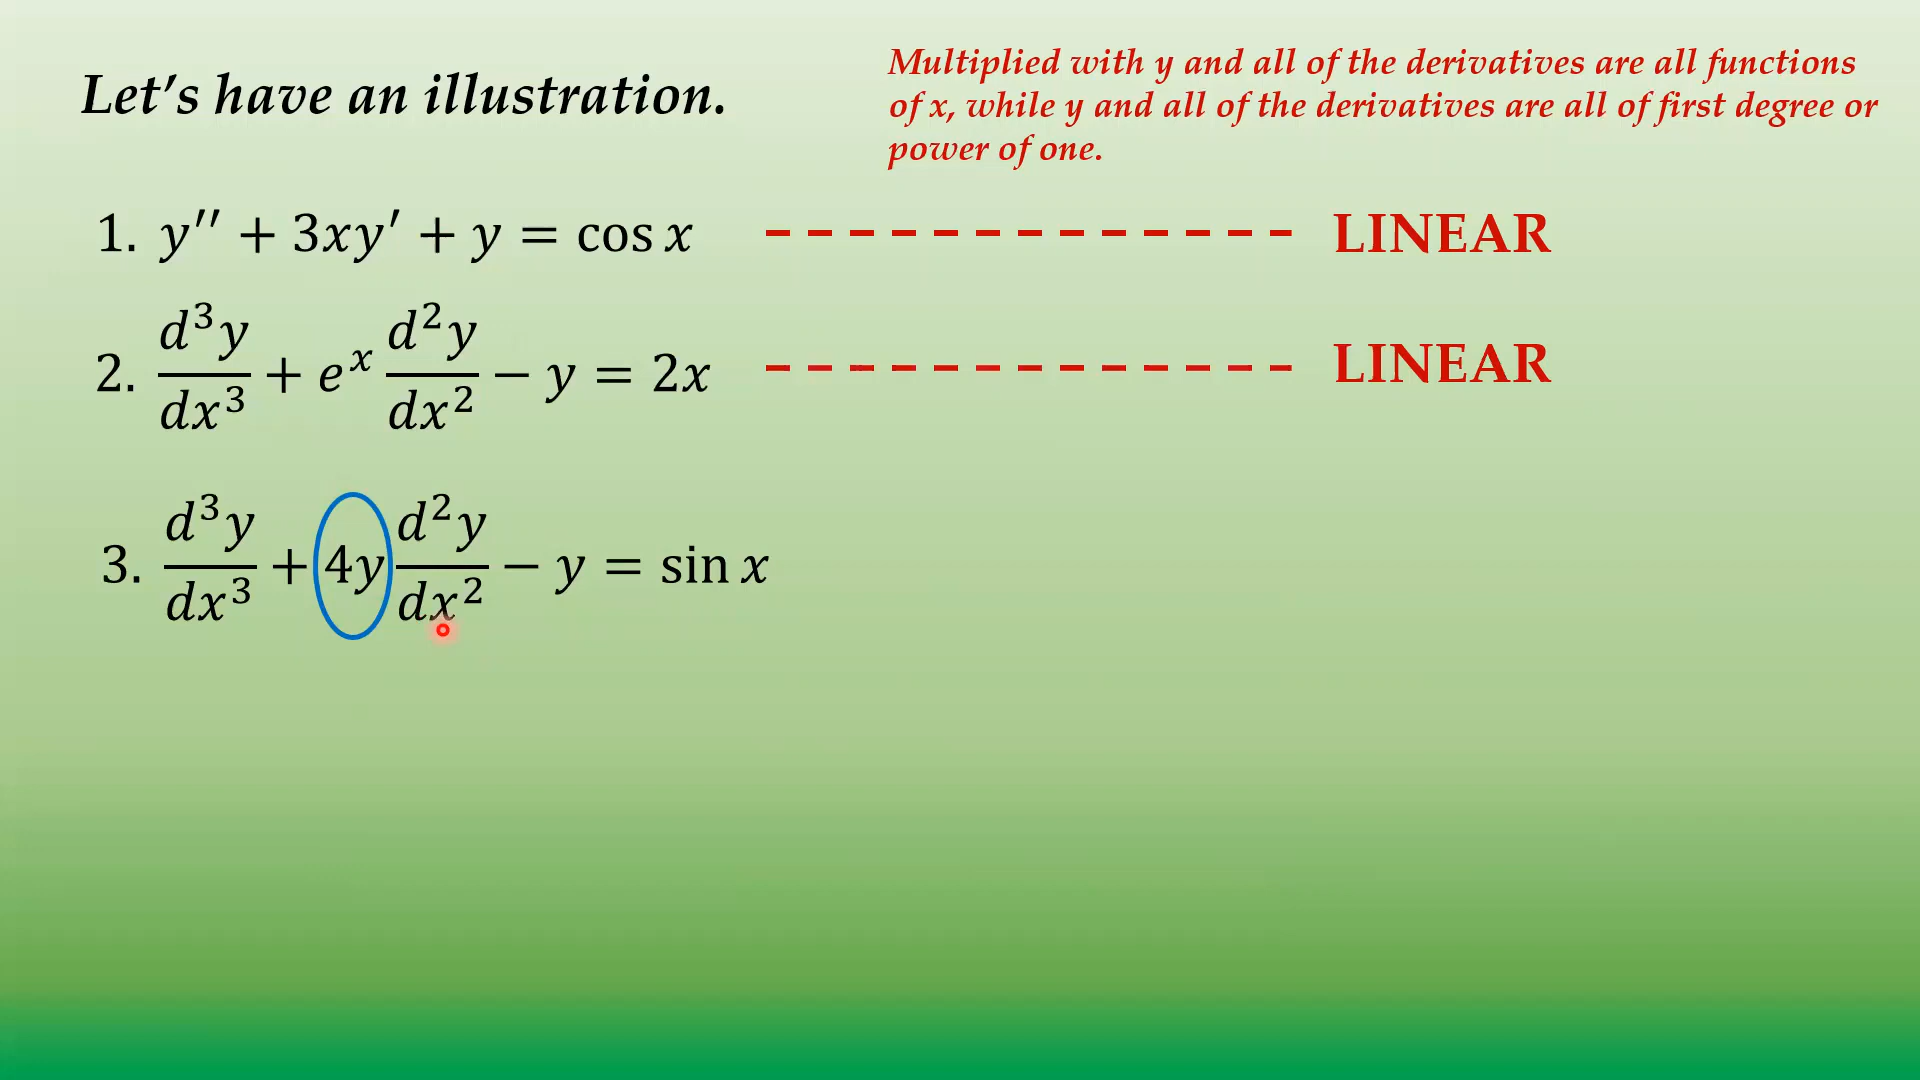 Let's have an illustration.
Multiplied with y and all of the derivatives are all functions
of x, while y and all of the derivatives are all of first degree or
power of one.
1. y′′ + 3xy′ + y = cos x
LINEAR
2. d³y/dx³ + eˣ d²y/dx² − y = 2x
LINEAR
3. d³y/dx³ + 4y d²y/dx² − y = sin x